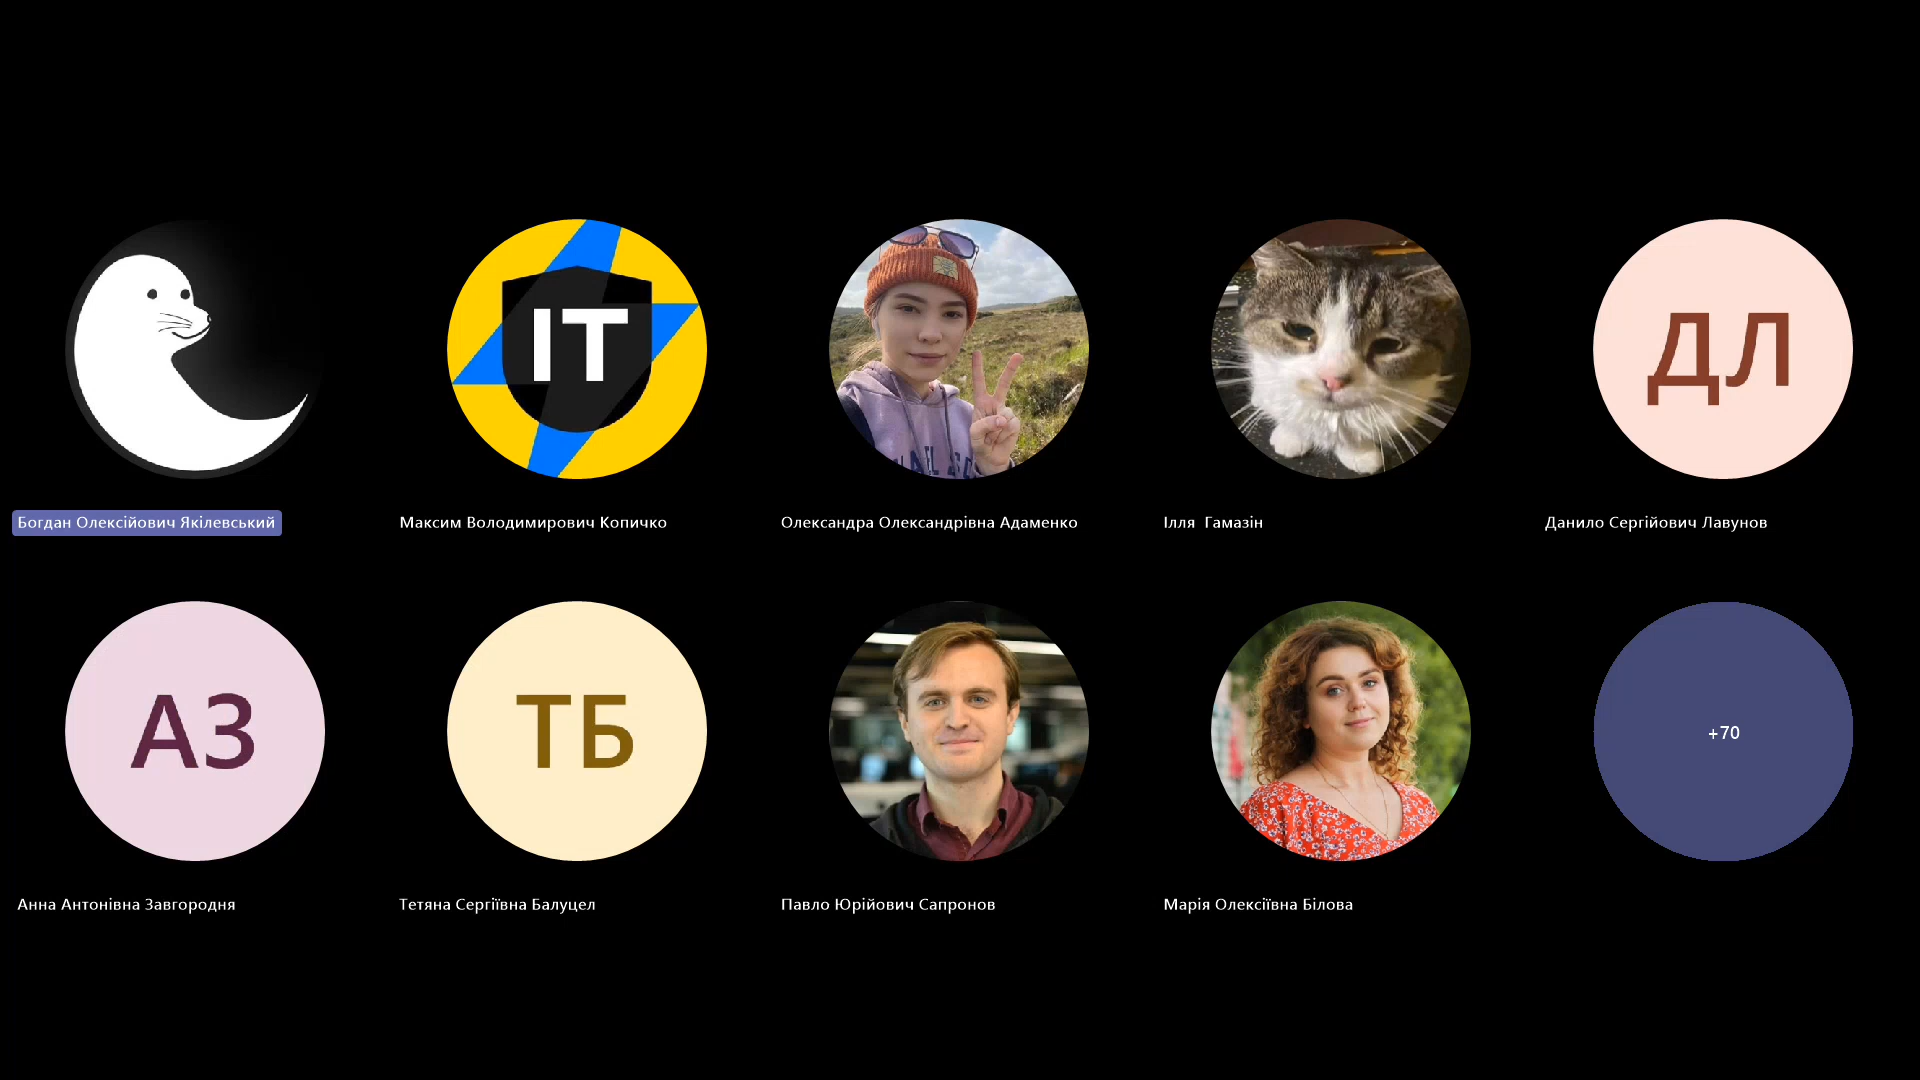 IT
ДЛ
Богдан Олексійович Якілевський
Максим Володимирович Копичко
Олександра Олександрівна Адаменко
Ілля Гамазін
Данило Сергійович Лавунов
АЗ
ТБ
+70
Анна Антонівна Завгородня
Тетяна Сергіївна Балуцел
Павло Юрійович Сапронов
Марія Олексіївна Білова